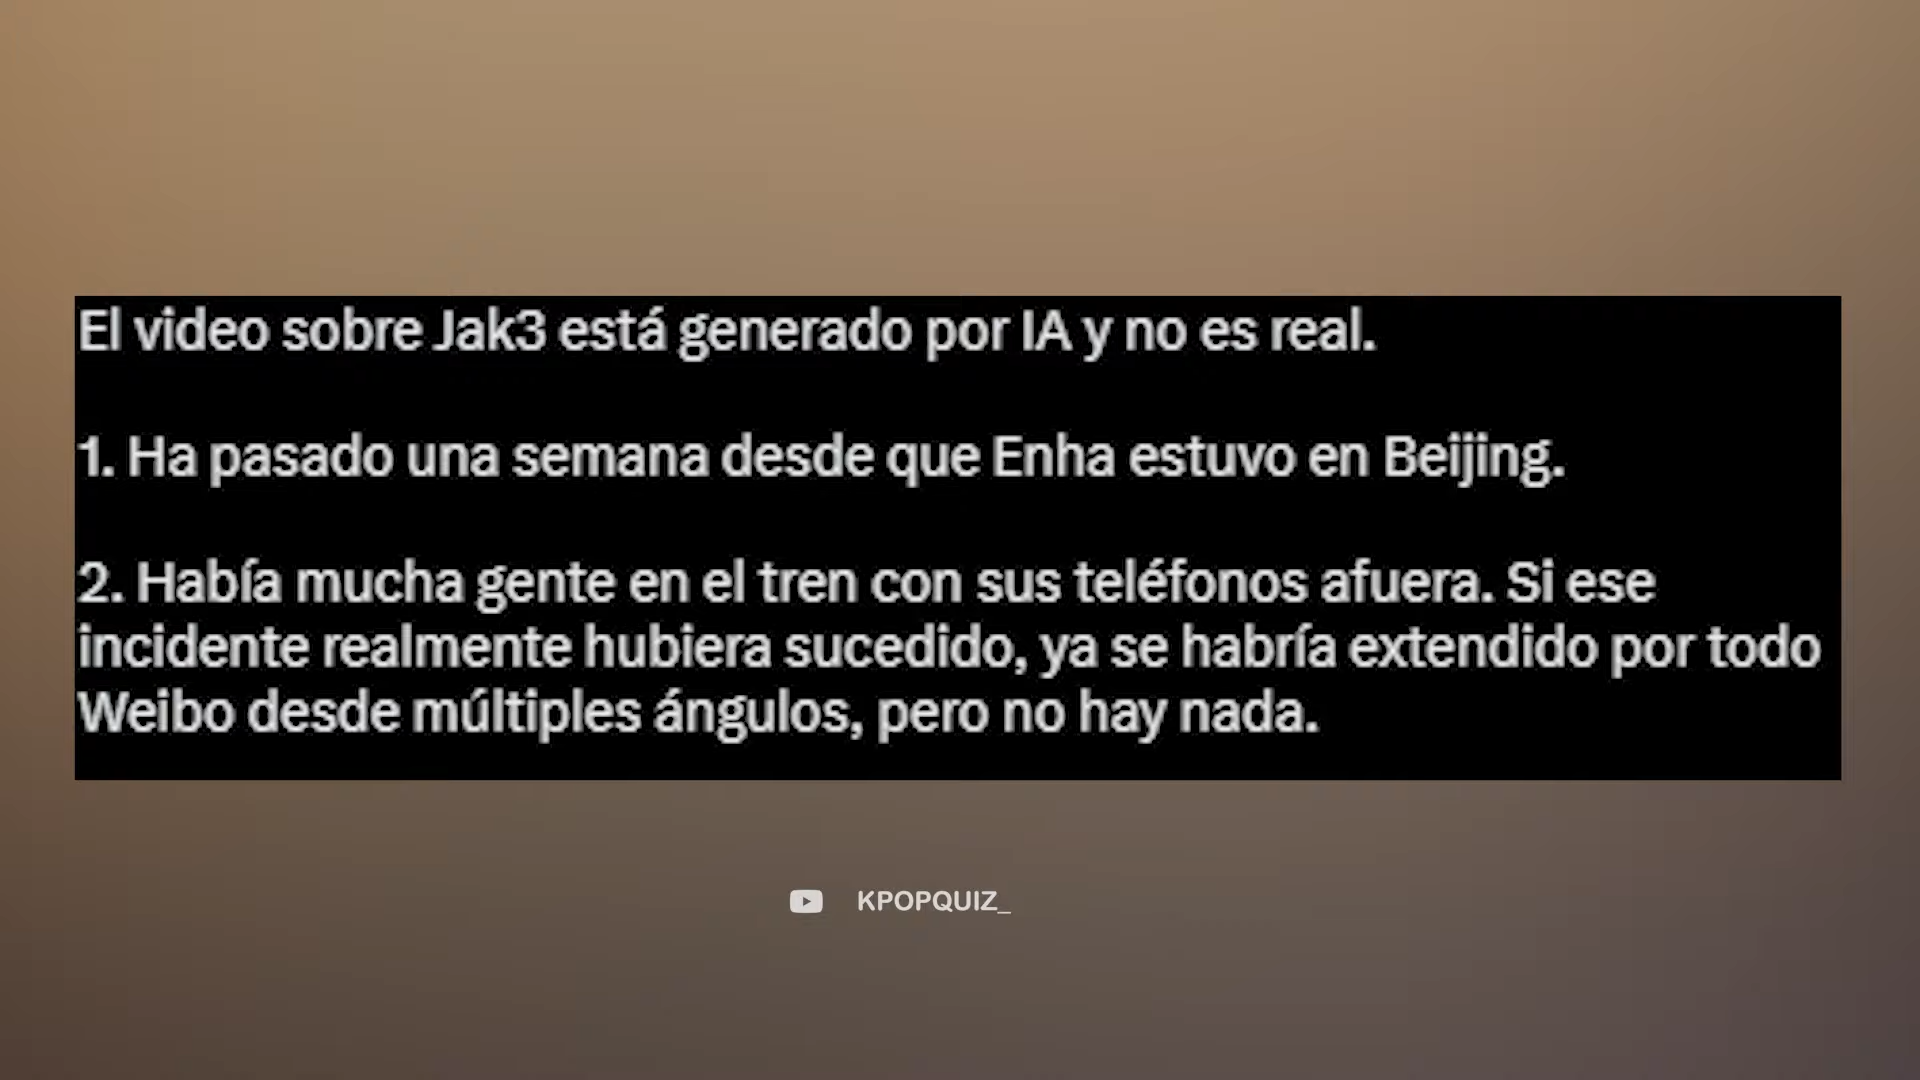 El video sobre Jak3 está generado por IA y no es real.
1. Ha pasado una semana desde que Enha estuvo en Beijing.
2. Había mucha gente en el tren con sus teléfonos afuera. Si ese
incidente realmente hubiera sucedido, ya se habría extendido por todo
Weibo desde múltiples ángulos, pero no hay nada.
KPOPQUIZ_